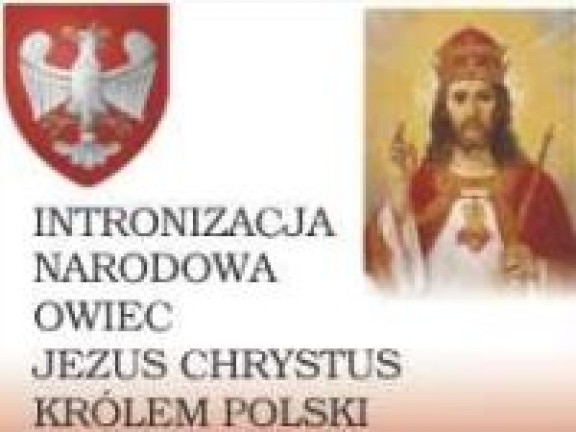 INTRONIZACJA
NARODOWA
OWIEC
JEZUS CHRYSTUS
KRÓLEM POLSKI